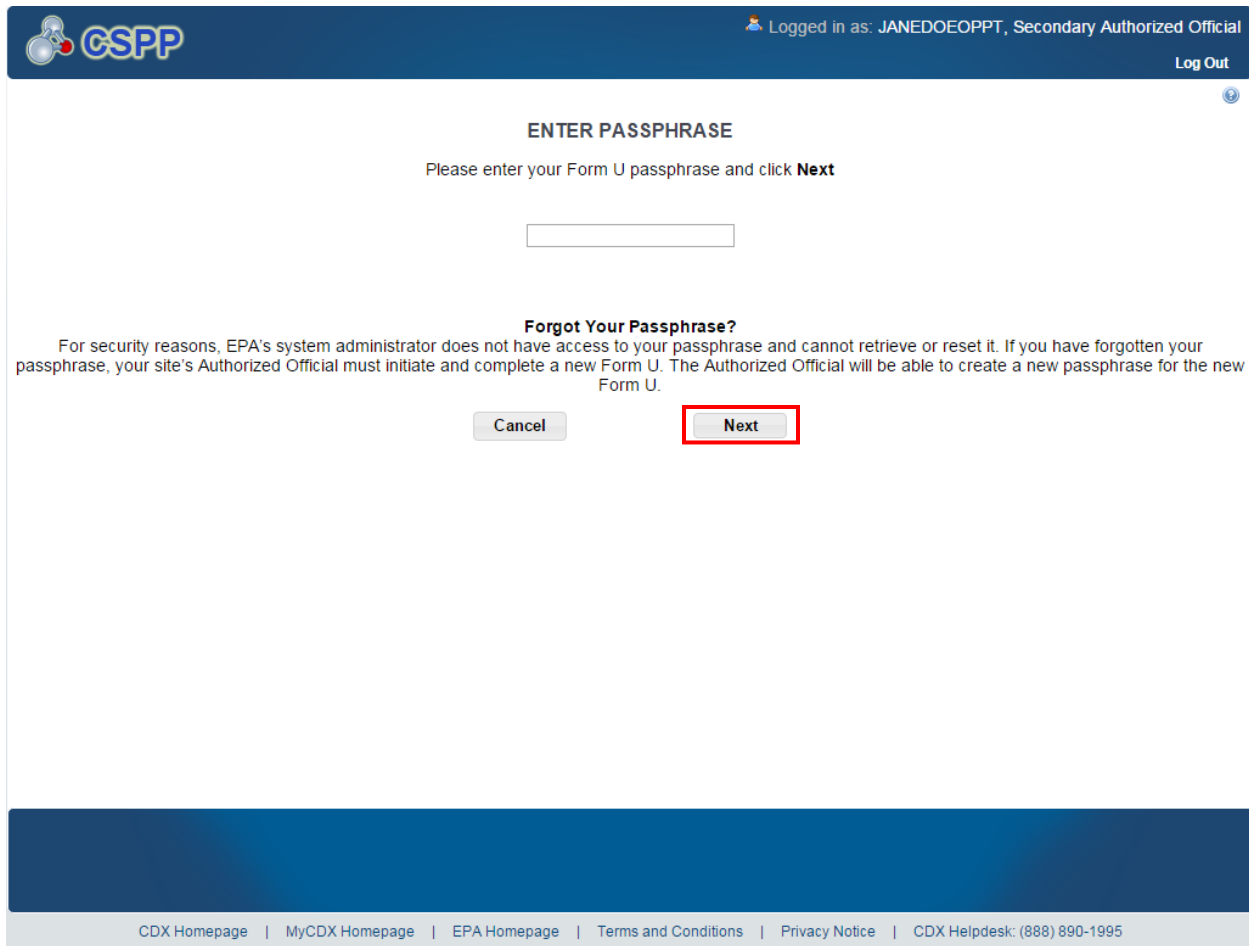 CSPP
Logged in as: JANEDOEOPPT, Secondary Authorized Official
Log Out
ENTER PASSPHRASE
Please enter your Form U passphrase and click Next
Forgot Your Passphrase?
For security reasons, EPA's system administrator does not have access to your passphrase and cannot retrieve or reset it. If you have forgotten your
passphrase, your site's Authorized Official must initiate and complete a new Form U. The Authorized Official will be able to create a new passphrase for the new
Form U.
Cancel Next
CDX Homepage | MyCDX Homepage | EPA Homepage | Terms and Conditions | Privacy Notice | CDX Helpdesk: (888) 890-1995